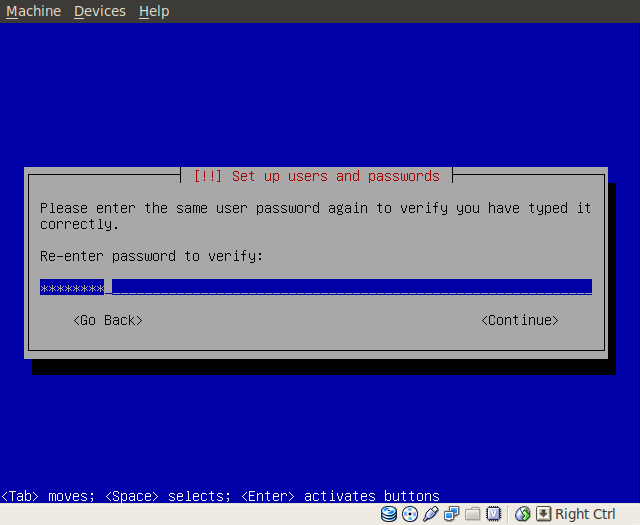 Machine Devices Help
[!!] Set up users and passwords
Please enter the same user password again to verify you have typed it
correctly.
Re-enter password to verify:
********
<Go Back> <Continue>
<Tab> moves; <Space> selects; <Enter> activates buttons
Right Ctrl